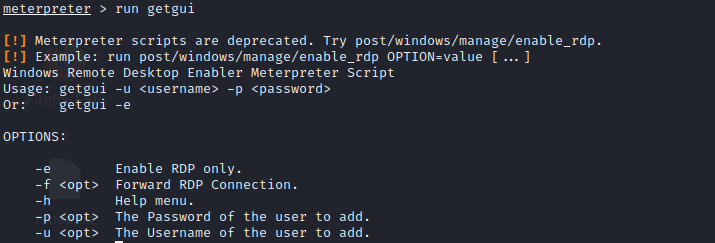 meterpreter > run getgui
[!] Meterpreter scripts are deprecated. Try post/windows/manage/enable_rdp.
[!] Example: run post/windows/manage/enable_rdp OPTION=value [...]
Windows Remote Desktop Enabler Meterpreter Script
Usage: getgui -u <username> -p <password>
Or:    getgui -e
OPTIONS:
-e        Enable RDP only.
-f <opt>  Forward RDP Connection.
-h        Help menu.
-p <opt>  The Password of the user to add.
-u <opt>  The Username of the user to add.